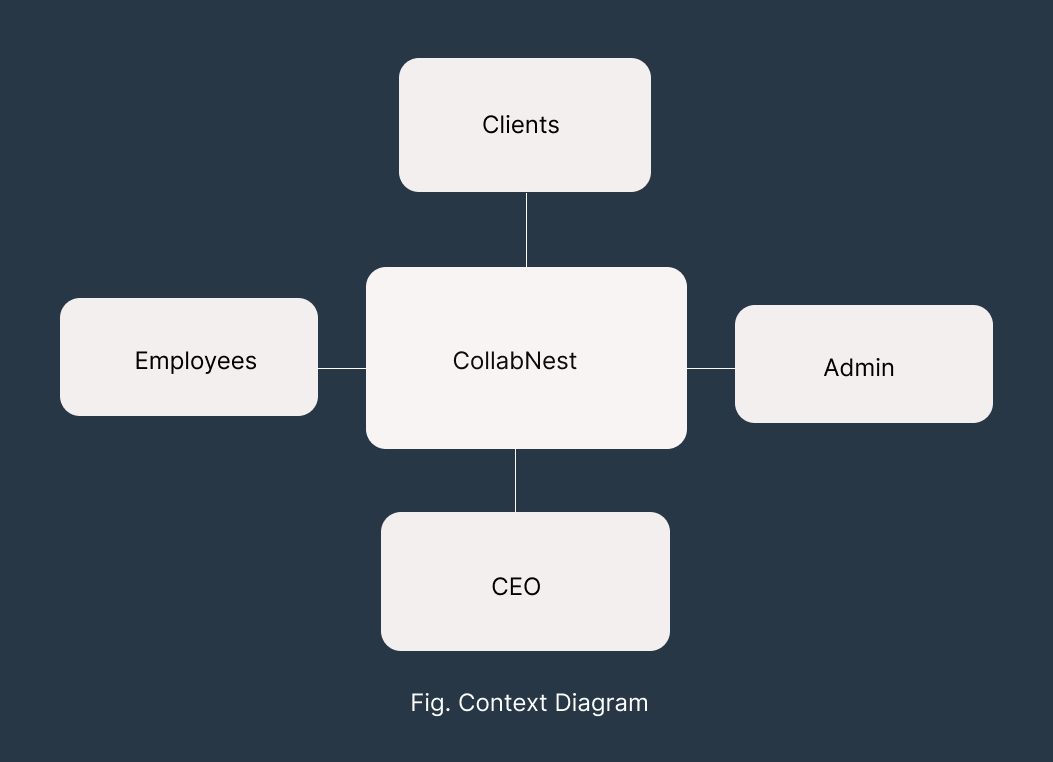 Clients
Employees
CollabNest
Admin
CEO
Fig. Context Diagram